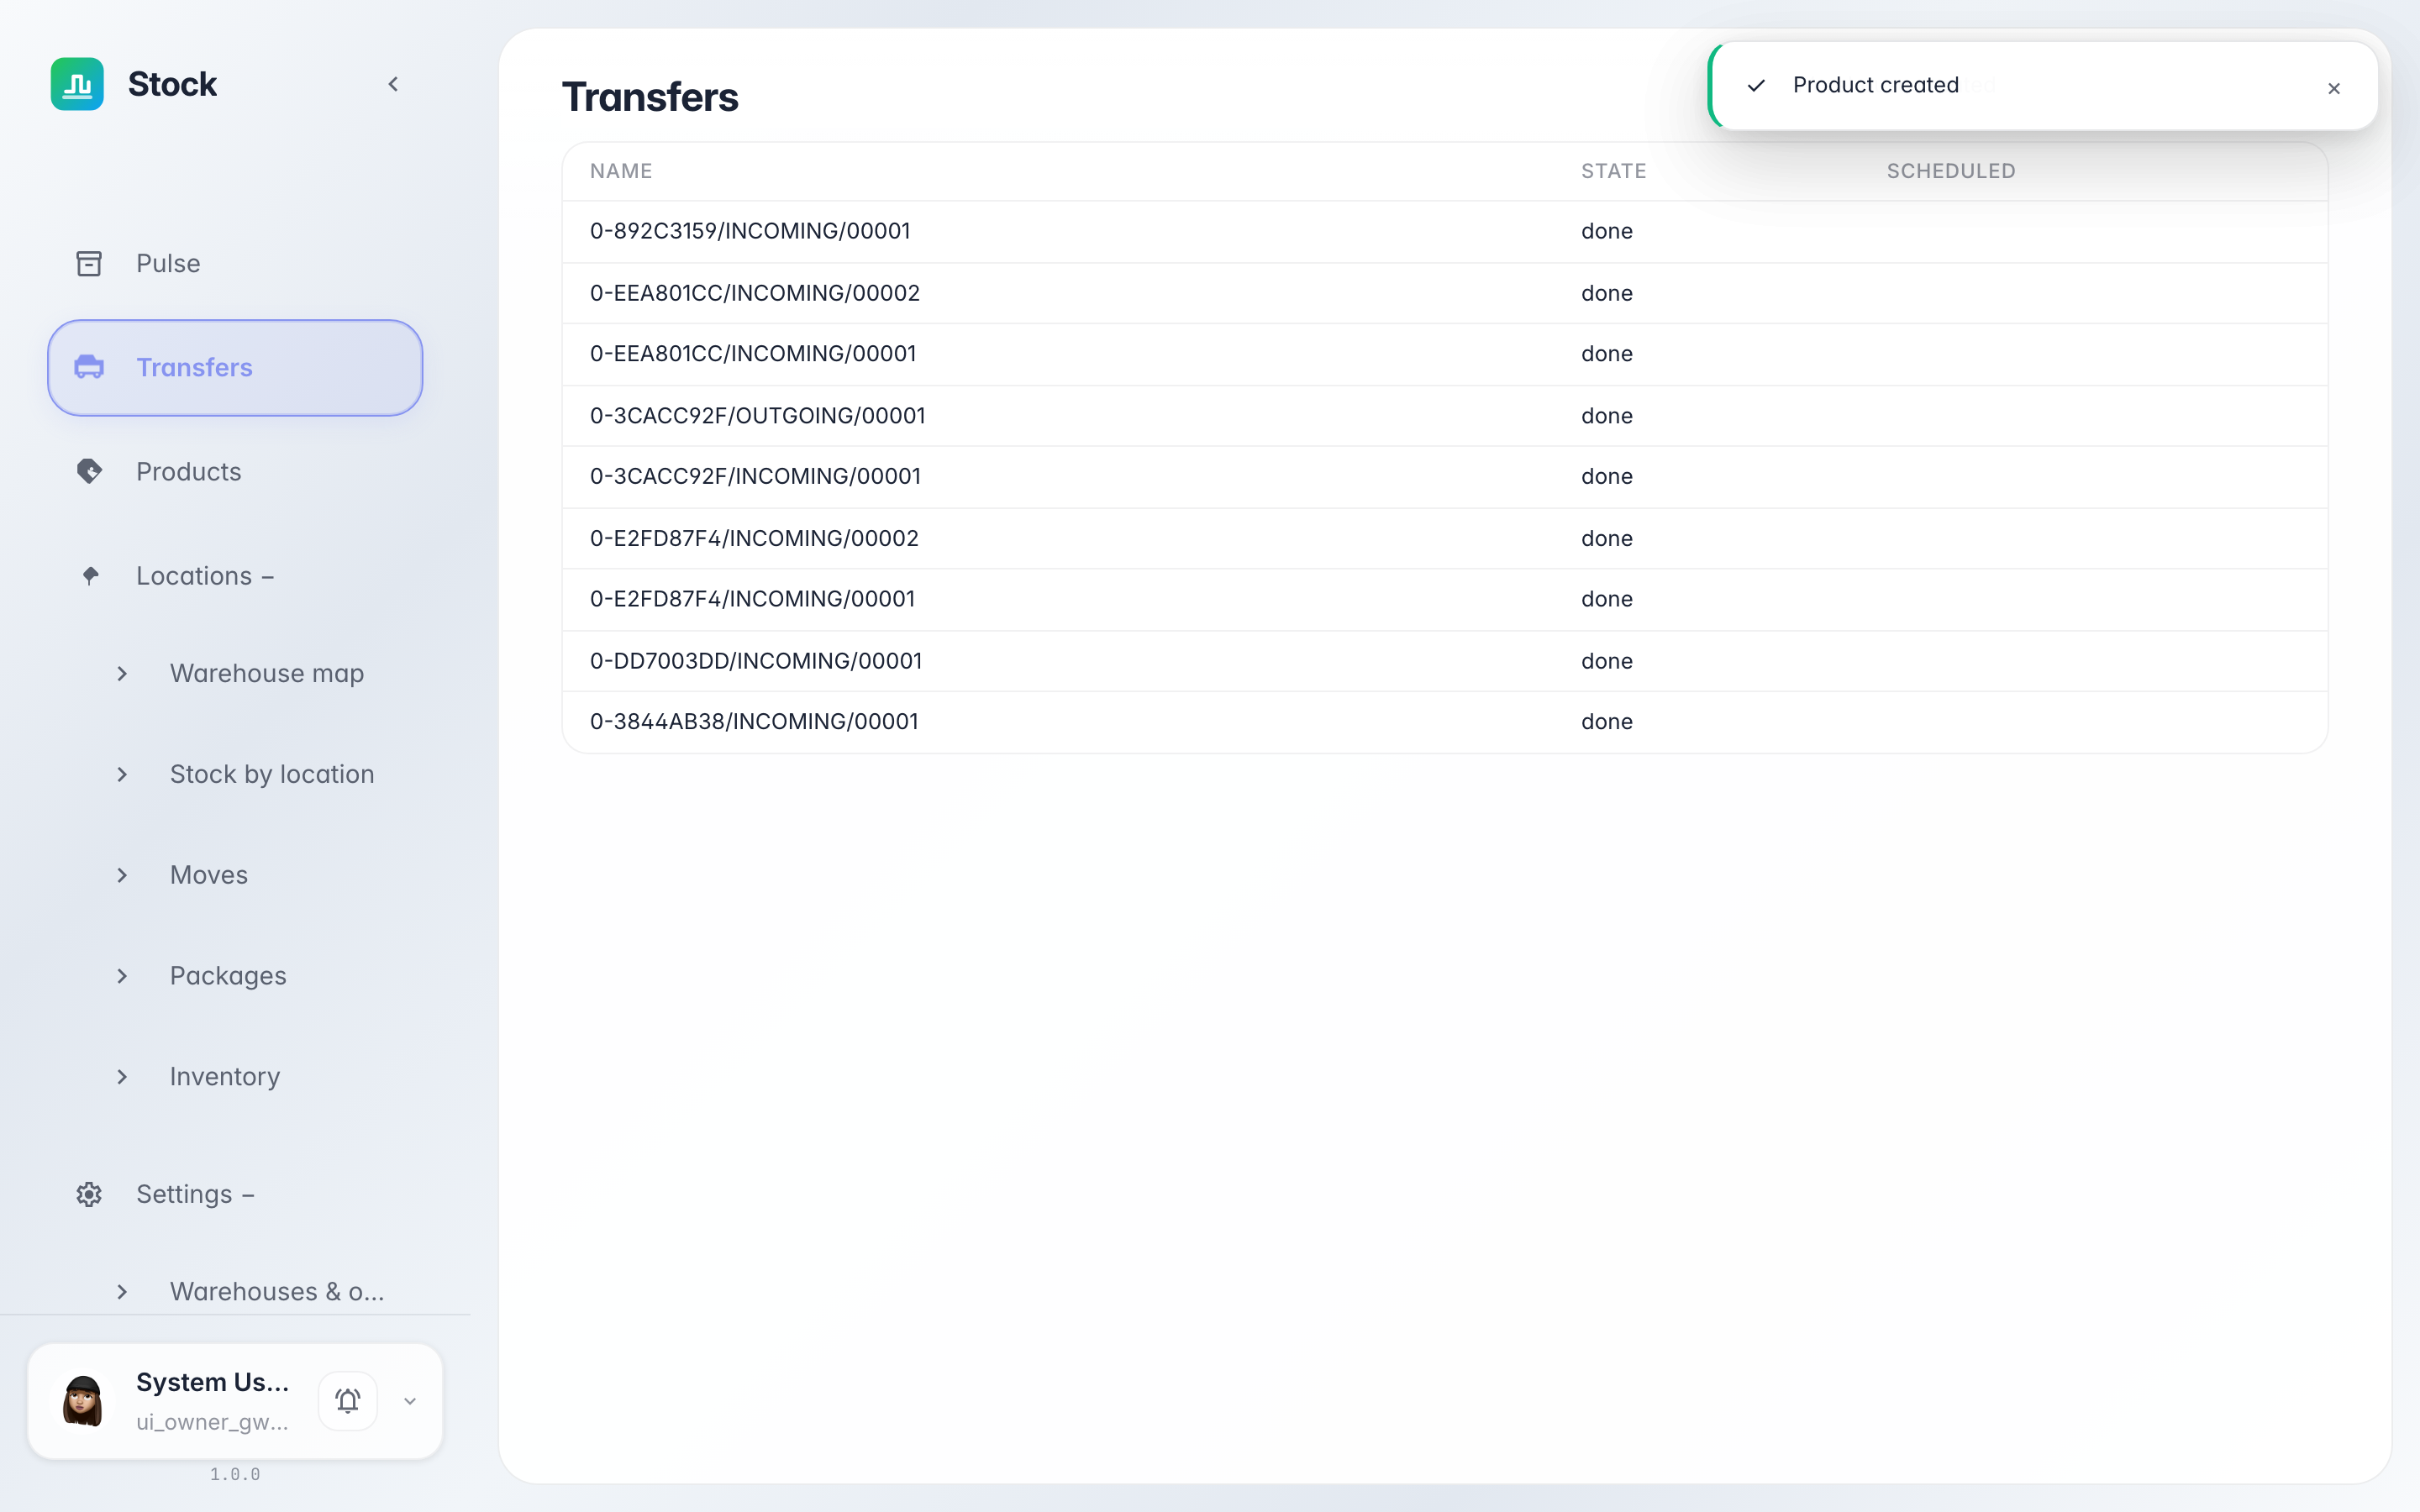 Stock
Pulse
Transfers
Products
Locations –
Warehouse map
Stock by location
Moves
Packages
Inventory
Settings –
Warehouses & o...
System Us...
ui_owner_gw...
1.0.0
Transfers
Product created
NAME STATE SCHEDULED
0-892C3159/INCOMING/00001 done
0-EEA801CC/INCOMING/00002 done
0-EEA801CC/INCOMING/00001 done
0-3CACC92F/OUTGOING/00001 done
0-3CACC92F/INCOMING/00001 done
0-E2FD87F4/INCOMING/00002 done
0-E2FD87F4/INCOMING/00001 done
0-DD7003DD/INCOMING/00001 done
0-3844AB38/INCOMING/00001 done